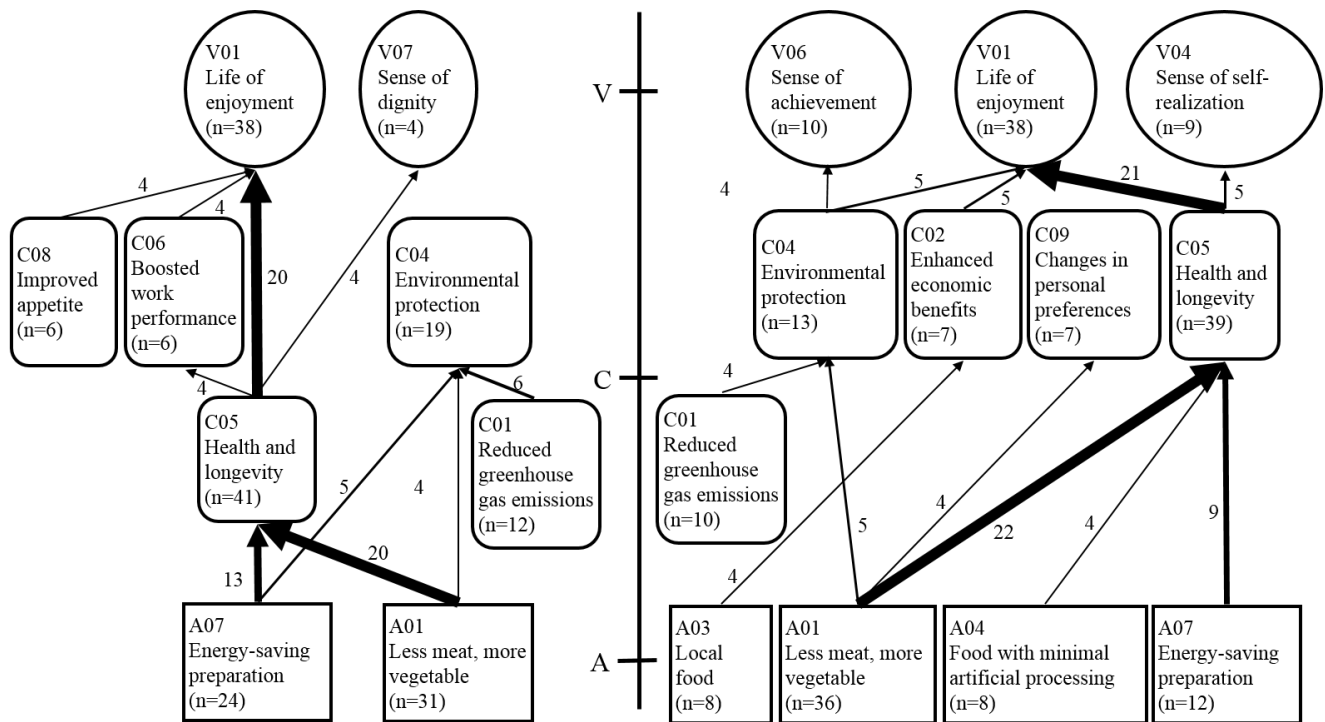 V01
Life of
enjoyment
(n=38)
V07
Sense of
dignity
(n=4)
4
4
20
4
C08
Improved
appetite
(n=6)
C06
Boosted
work
performance
(n=6)
C04
Environmental
protection
(n=19)
4
6
C05
Health and
longevity
(n=41)
C01
Reduced
greenhouse
gas emissions
(n=12)
5
4
13
20
A07
Energy-saving
preparation
(n=24)
A01
Less meat, more
vegetable
(n=31)
V
C
A
V06
Sense of
achievement
(n=10)
V01
Life of
enjoyment
(n=38)
V04
Sense of self-
realization
(n=9)
4
5
5
21
5
C04
Environmental
protection
(n=13)
C02
Enhanced
economic
benefits
(n=7)
C09
Changes in
personal
preferences
(n=7)
C05
Health and
longevity
(n=39)
4
C01
Reduced
greenhouse
gas emissions
(n=10)
4
5
4
22
4
9
A03
Local
food
(n=8)
A01
Less meat, more
vegetable
(n=36)
A04
Food with minimal
artificial processing
(n=8)
A07
Energy-saving
preparation
(n=12)